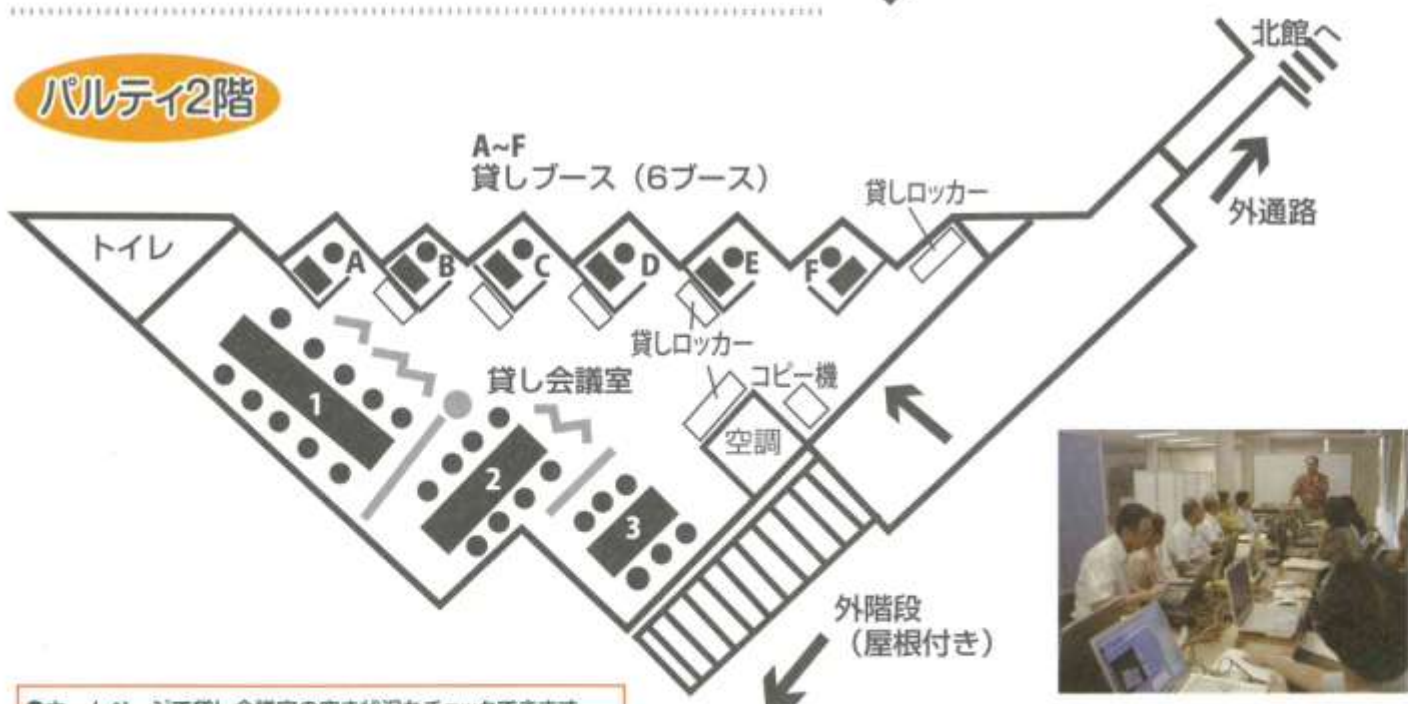 北館へ
パルティ2階
A~F
貸しブース（6ブース）
貸しロッカー
外通路
トイレ
A
B
C
D
E
F
貸しロッカー
コピー機
貸し会議室
空調
1
2
3
外階段
（屋根付き）